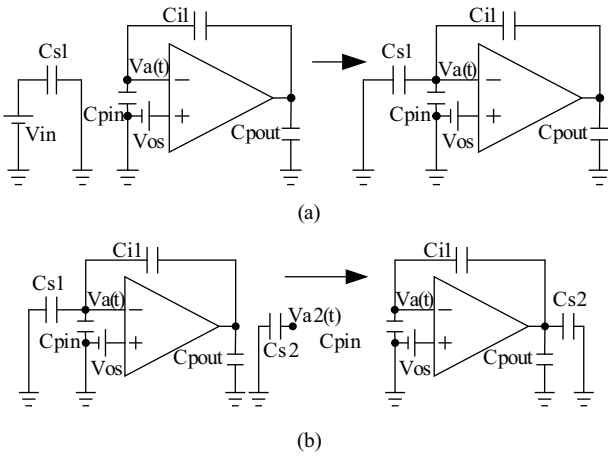 Ci1
Cs1
Va(t)
−
Cpin
+
Vin
Vos
Cpout
Ci1
Cs1
Va(t)
−
Cpin
+
Vos
Cpout
(a)
Ci1
Cs1
Va(t)
−
Cpin
+
Vos
Cpout
Cs2
Va2(t)
Cpin
Ci1
Va(t)
−
+
Vos
Cpout
Cs2
(b)